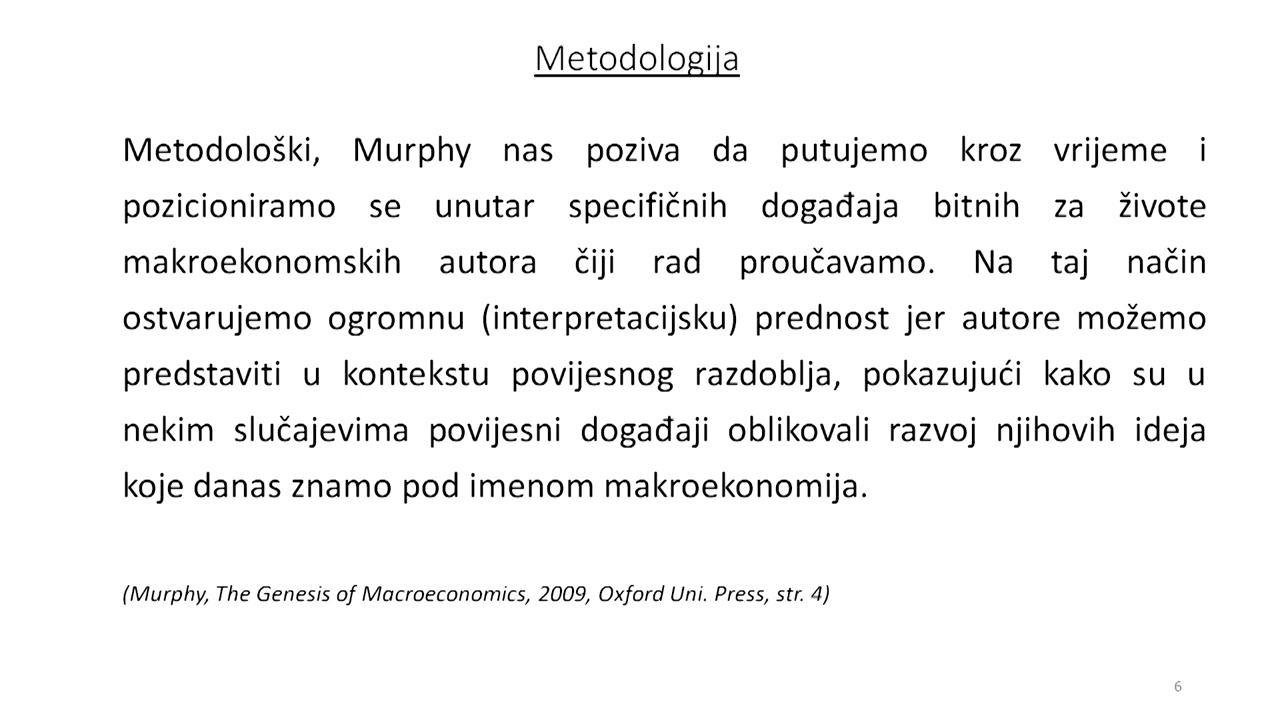 Metodologija
Metodološki, Murphy nas poziva da putujemo kroz vrijeme i
pozicioniramo se unutar specifičnih događaja bitnih za živote
makroekonomskih autora čiji rad proučavamo. Na taj način
ostvarujemo ogromnu (interpretacijsku) prednost jer autore možemo
predstaviti u kontekstu povijesnog razdoblja, pokazujući kako su u
nekim slučajevima povijesni događaji oblikovali razvoj njihovih ideja
koje danas znamo pod imenom makroekonomija.
(Murphy, The Genesis of Macroeconomics, 2009, Oxford Uni. Press, str. 4)
6